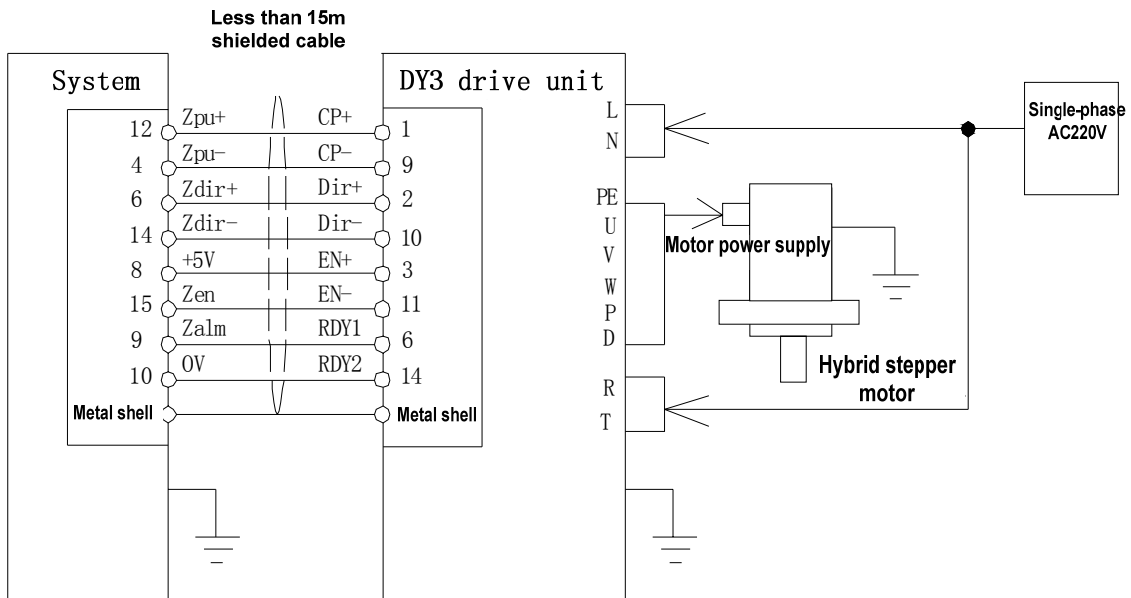 Less than 15m
shielded cable
System
DY3 drive unit
12 Zpu+ CP+ 1
4 Zpu- CP- 9
6 Zdir+ Dir+ 2
14 Zdir- Dir- 10
8 +5V EN+ 3
15 Zen EN- 11
9 Zalm RDY1 6
10 0V RDY2 14
Metal shell Metal shell
L
N
PE
U
V
W
P
D
R
T
Motor power supply
Hybrid stepper
motor
Single-phase
AC220V